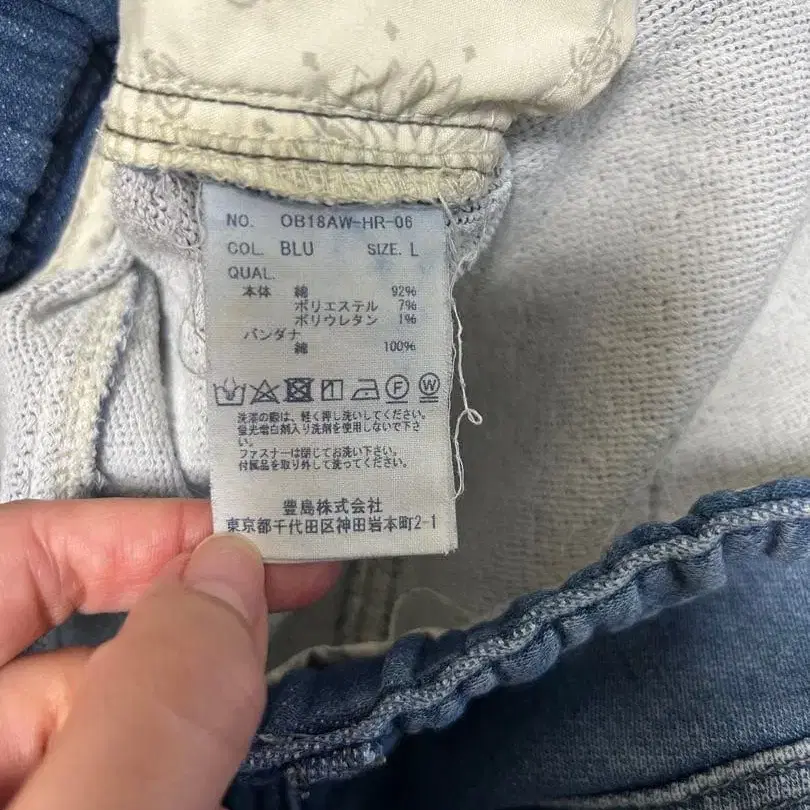 NO. OB18AW-HR-06
COL. BLU SIZE. L
QUAL.
本体 綿 92%
ポリエステル 7%
ポリウレタン 1%
バンダナ
綿 100%
F W
洗濯の際は、軽く押し洗いしてください。
蛍光増白剤入り洗剤を使用しないで下さ
い。
ファスナーは閉じてお洗い下さい。
付属品を取り外して洗ってください。
豊島株式会社
東京都千代田区神田岩本町2-1